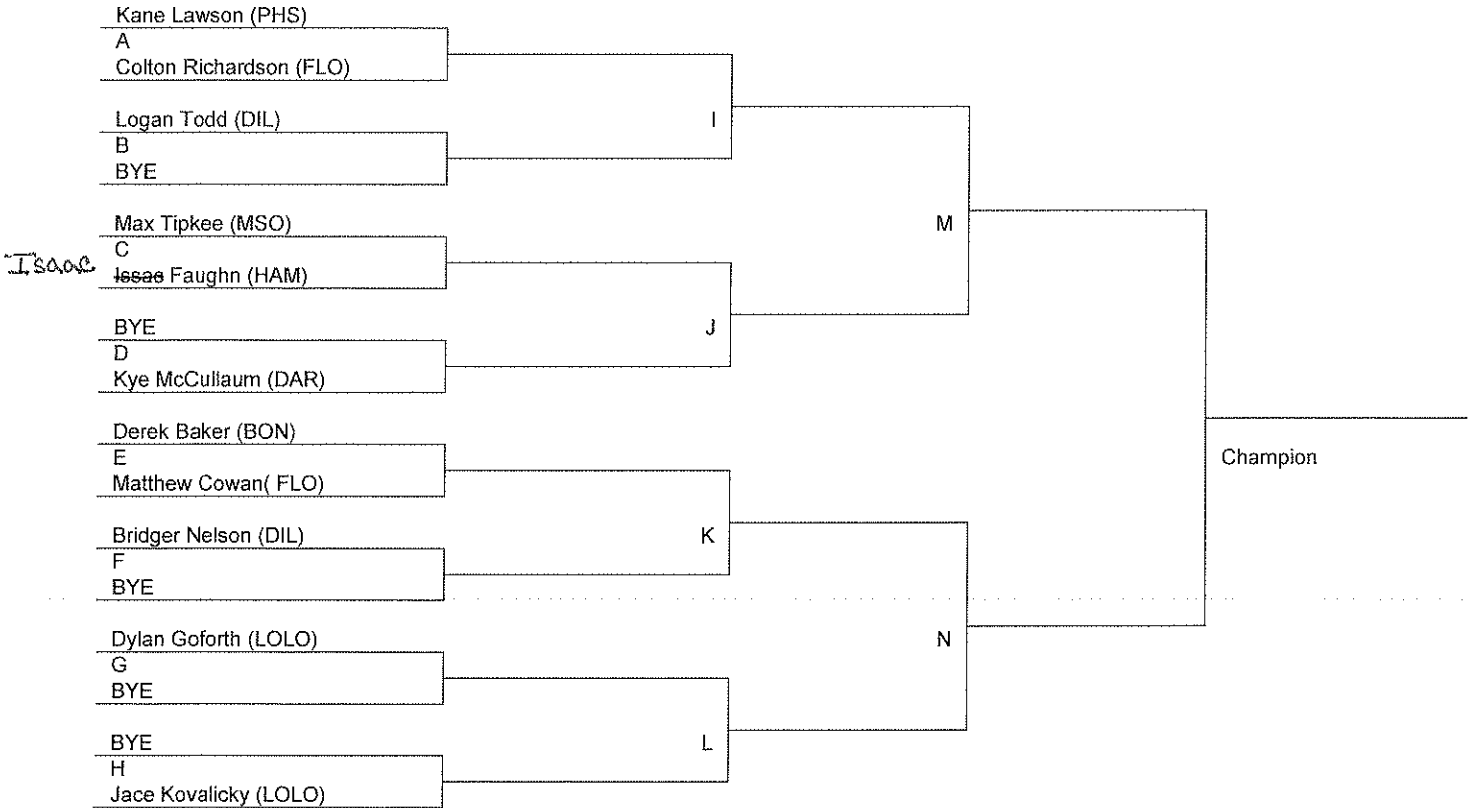 Kane Lawson (PHS)
A
Colton Richardson (FLO)
Logan Todd (DIL)
B
BYE
I
Max Tipkee (MSO)
C
Isaac Issac Faughn (HAM)
M
BYE
D
Kye McCullaum (DAR)
J
Derek Baker (BON)
E
Matthew Cowan( FLO)
Champion
Bridger Nelson (DIL)
F
BYE
K
Dylan Goforth (LOLO)
G
BYE
N
BYE
H
Jace Kovalicky (LOLO)
L